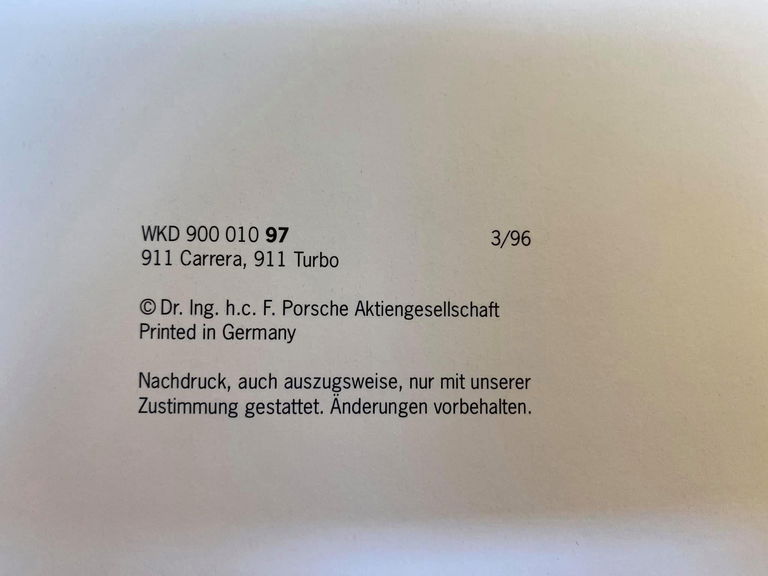 WKD 900 010 97 3/96
911 Carrera, 911 Turbo
© Dr. Ing. h.c. F. Porsche Aktiengesellschaft
Printed in Germany
Nachdruck, auch auszugsweise, nur mit unserer
Zustimmung gestattet. Änderungen vorbehalten.